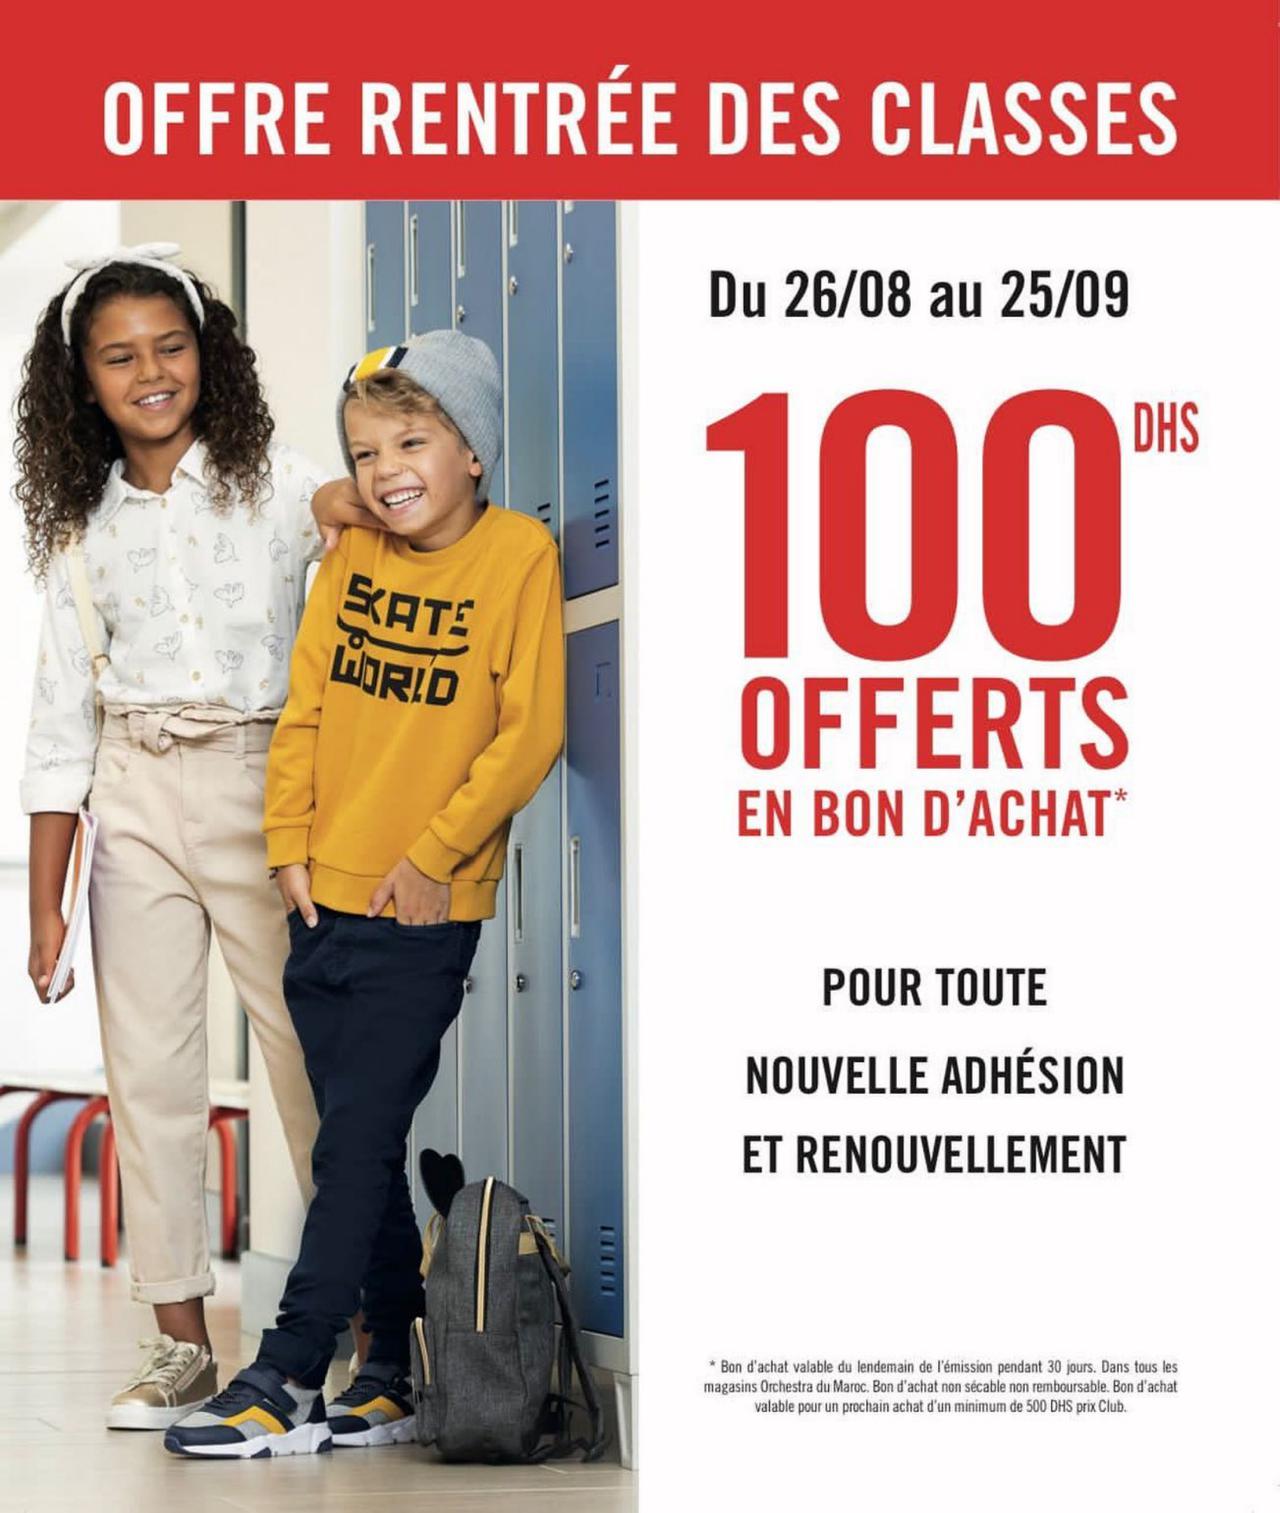 OFFRE RENTRÉE DES CLASSES
Du 26/08 au 25/09
100 DHS
OFFERTS
EN BON D'ACHAT*
POUR TOUTE
NOUVELLE ADHÉSION
ET RENOUVELLEMENT
SKATE
WORLD
* Bon d'achat valable du lendemain de l'émission pendant 30 jours. Dans tous les
magasins Orchestra du Maroc. Bon d'achat non sécable non remboursable. Bon d'achat
valable pour un prochain achat d'un minimum de 500 DHS prix Club.